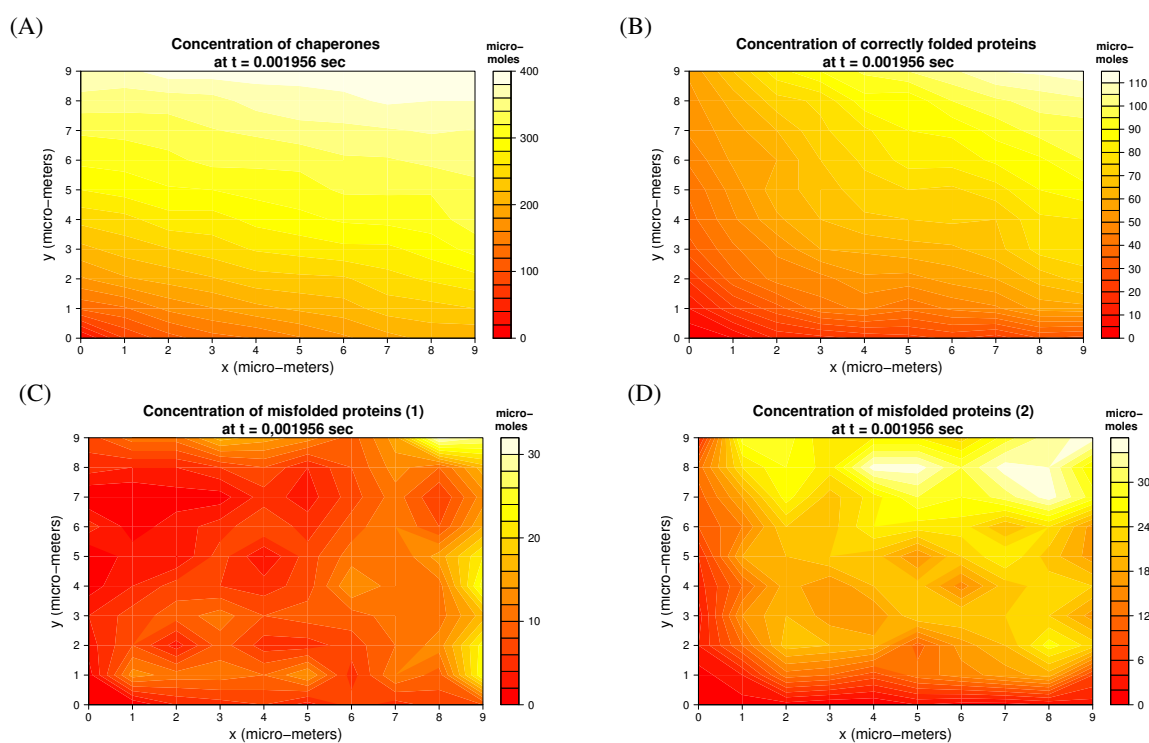 (A)
Concentration of chaperones
at t = 0.001956 sec
micro−
moles
400
300
200
100
0
9
8
7
6
5
4
3
2
1
0
y (micro−meters)
0 1 2 3 4 5 6 7 8 9
x (micro−meters)
(B)
Concentration of correctly folded proteins
at t = 0.001956 sec
micro−
moles
110
100
90
80
70
60
50
40
30
20
10
0
9
8
7
6
5
4
3
2
1
0
y (micro−meters)
0 1 2 3 4 5 6 7 8 9
x (micro−meters)
(C)
Concentration of misfolded proteins (1)
at t = 0,001956 sec
micro−
moles
30
20
10
0
9
8
7
6
5
4
3
2
1
0
y (micro−meters)
0 1 2 3 4 5 6 7 8 9
x (micro−meters)
(D)
Concentration of misfolded proteins (2)
at t = 0.001956 sec
micro−
moles
36
30
24
18
12
6
0
9
8
7
6
5
4
3
2
1
0
y (micro−meters)
0 1 2 3 4 5 6 7 8 9
x (micro−meters)